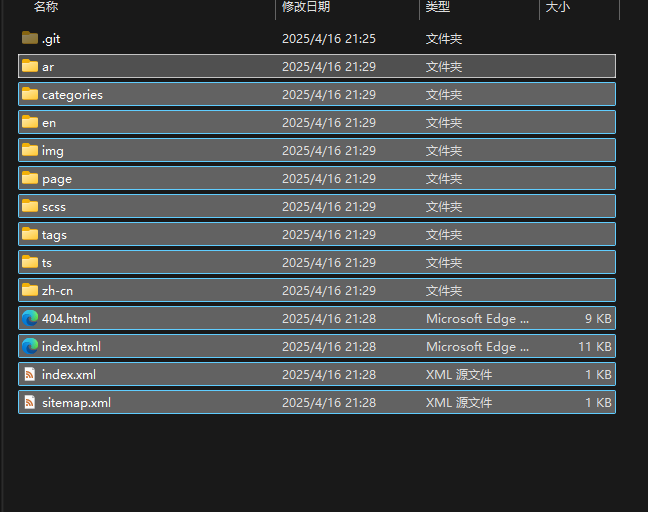 名称 修改日期 类型 大小
.git 2025/4/16 21:25 文件夹
ar 2025/4/16 21:29 文件夹
categories 2025/4/16 21:29 文件夹
en 2025/4/16 21:29 文件夹
img 2025/4/16 21:29 文件夹
page 2025/4/16 21:29 文件夹
scss 2025/4/16 21:29 文件夹
tags 2025/4/16 21:29 文件夹
ts 2025/4/16 21:29 文件夹
zh-cn 2025/4/16 21:29 文件夹
404.html 2025/4/16 21:28 Microsoft Edge ... 9 KB
index.html 2025/4/16 21:28 Microsoft Edge ... 11 KB
index.xml 2025/4/16 21:28 XML 源文件 1 KB
sitemap.xml 2025/4/16 21:28 XML 源文件 1 KB